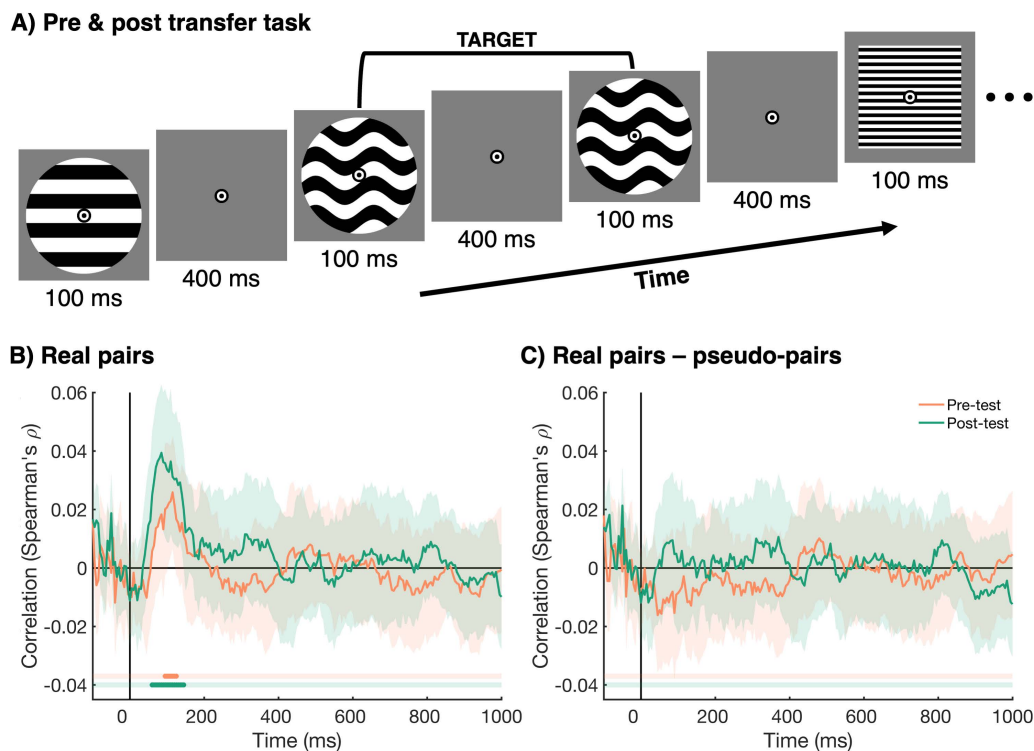 A) Pre & post transfer task
TARGET
100 ms
400 ms
100 ms
400 ms
100 ms
400 ms
100 ms
Time
B) Real pairs
Correlation (Spearman's ρ)
0.06
0.04
0.02
0
-0.02
-0.04
0
200
400
600
800
1000
Time (ms)
C) Real pairs – pseudo-pairs
Pre-test
Post-test
Correlation (Spearman's ρ)
0.06
0.04
0.02
0
-0.02
-0.04
0
200
400
600
800
1000
Time (ms)